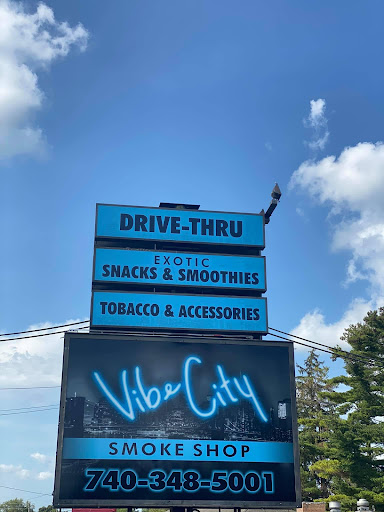 DRIVE-THRU
EXOTIC
SNACKS & SMOOTHIES
TOBACCO & ACCESSORIES
Vibe City
SMOKE SHOP
740-348-5001